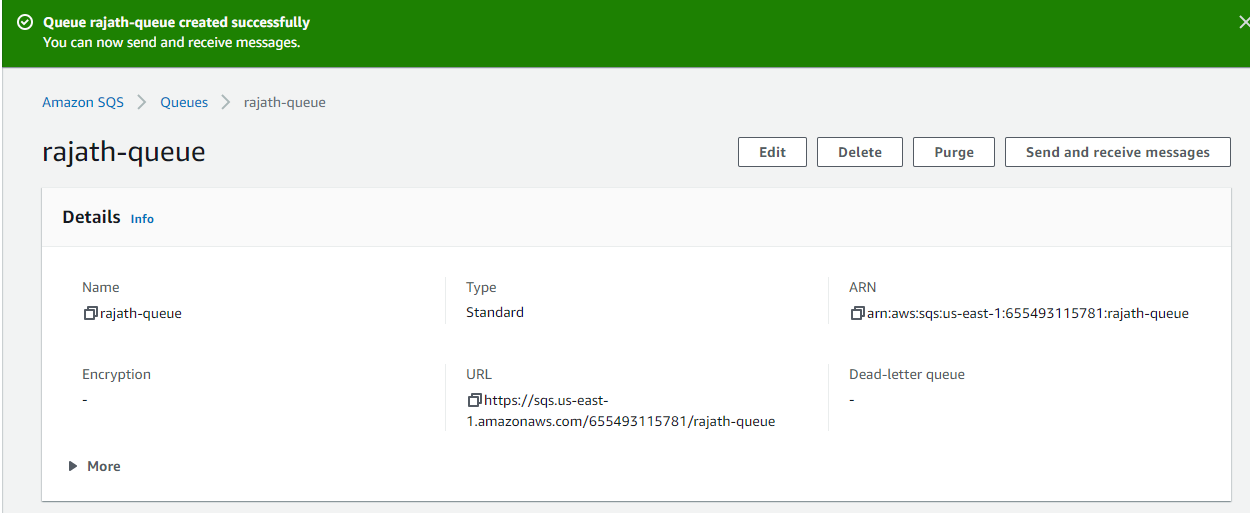 Queue rajath-queue created successfully
You can now send and receive messages.
Amazon SQS
Queues
rajath-queue
rajath-queue
Edit
Delete
Purge
Send and receive messages
Details
Info
Name
rajath-queue
Type
Standard
ARN
arn:aws:sqs:us-east-1:655493115781:rajath-queue
Encryption
-
URL
https://sqs.us-east-
1.amazonaws.com/655493115781/rajath-queue
Dead-letter queue
-
More